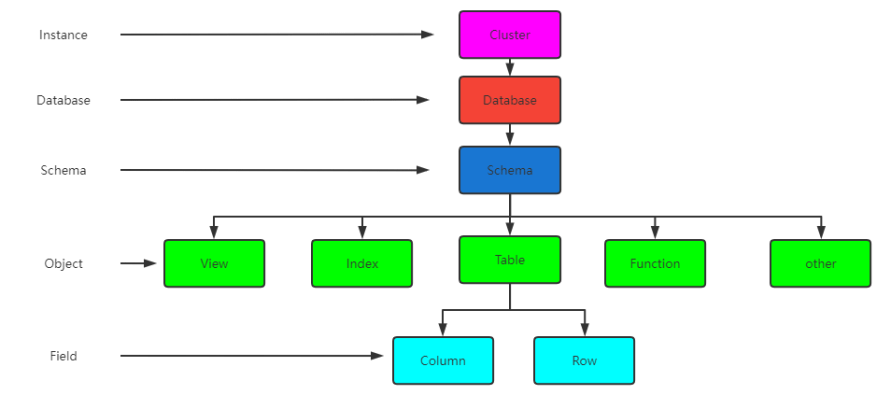 Instance
Cluster
Database
Database
Schema
Schema
Object
View
Index
Table
Function
other
Field
Column
Row